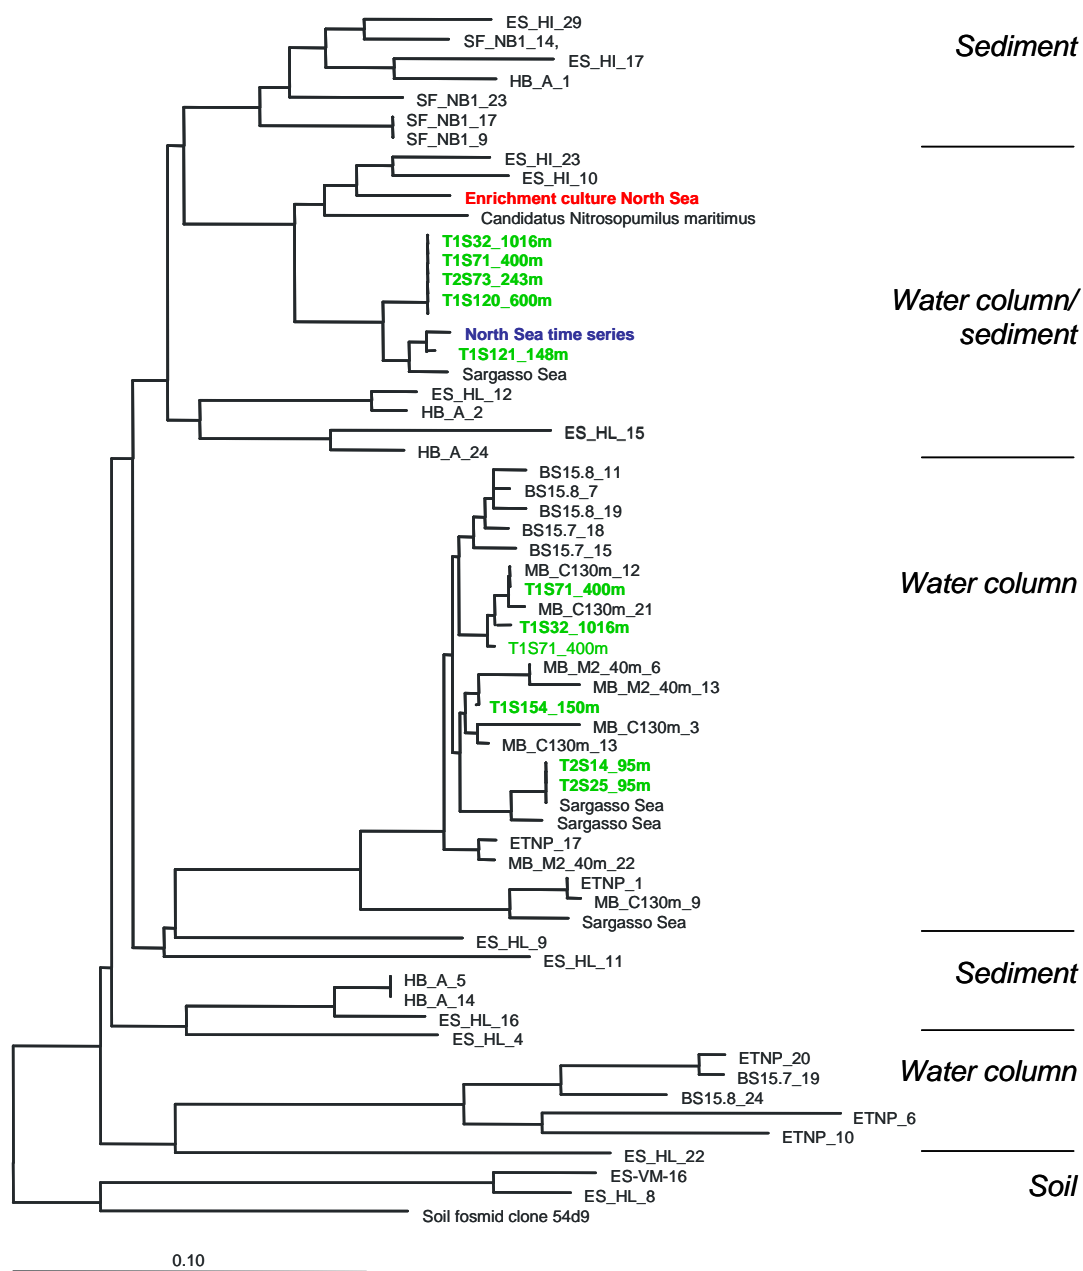 ES_HI_29
SF_NB1_14,
Sediment
ES_HI_17
HB_A_1
SF_NB1_23
SF_NB1_17
SF_NB1_9
ES_HI_23
ES_HI_10
Enrichment culture North Sea
Candidatus Nitrosopumilus maritimus
T1S32_1016m
T1S71_400m
T2S73_243m
T1S120_600m
Water column/
sediment
North Sea time series
T1S121_148m
Sargasso Sea
ES_HL_12
HB_A_2
ES_HL_15
HB_A_24
BS15.8_11
BS15.8_7
BS15.8_19
BS15.7_18
BS15.7_15
MB_C130m_12
Water column
T1S71_400m
MB_C130m_21
T1S32_1016m
T1S71_400m
MB_M2_40m_6
MB_M2_40m_13
T1S154_150m
MB_C130m_3
MB_C130m_13
T2S14_95m
T2S25_95m
Sargasso Sea
Sargasso Sea
ETNP_17
MB_M2_40m_22
ETNP_1
MB_C130m_9
Sargasso Sea
ES_HL_9
ES_HL_11
Sediment
HB_A_5
HB_A_14
ES_HL_16
ES_HL_4
ETNP_20
Water column
BS15.7_19
BS15.8_24
ETNP_6
ETNP_10
ES_HL_22
ES-VM-16
Soil
ES_HL_8
Soil fosmid clone 54d9
0.10